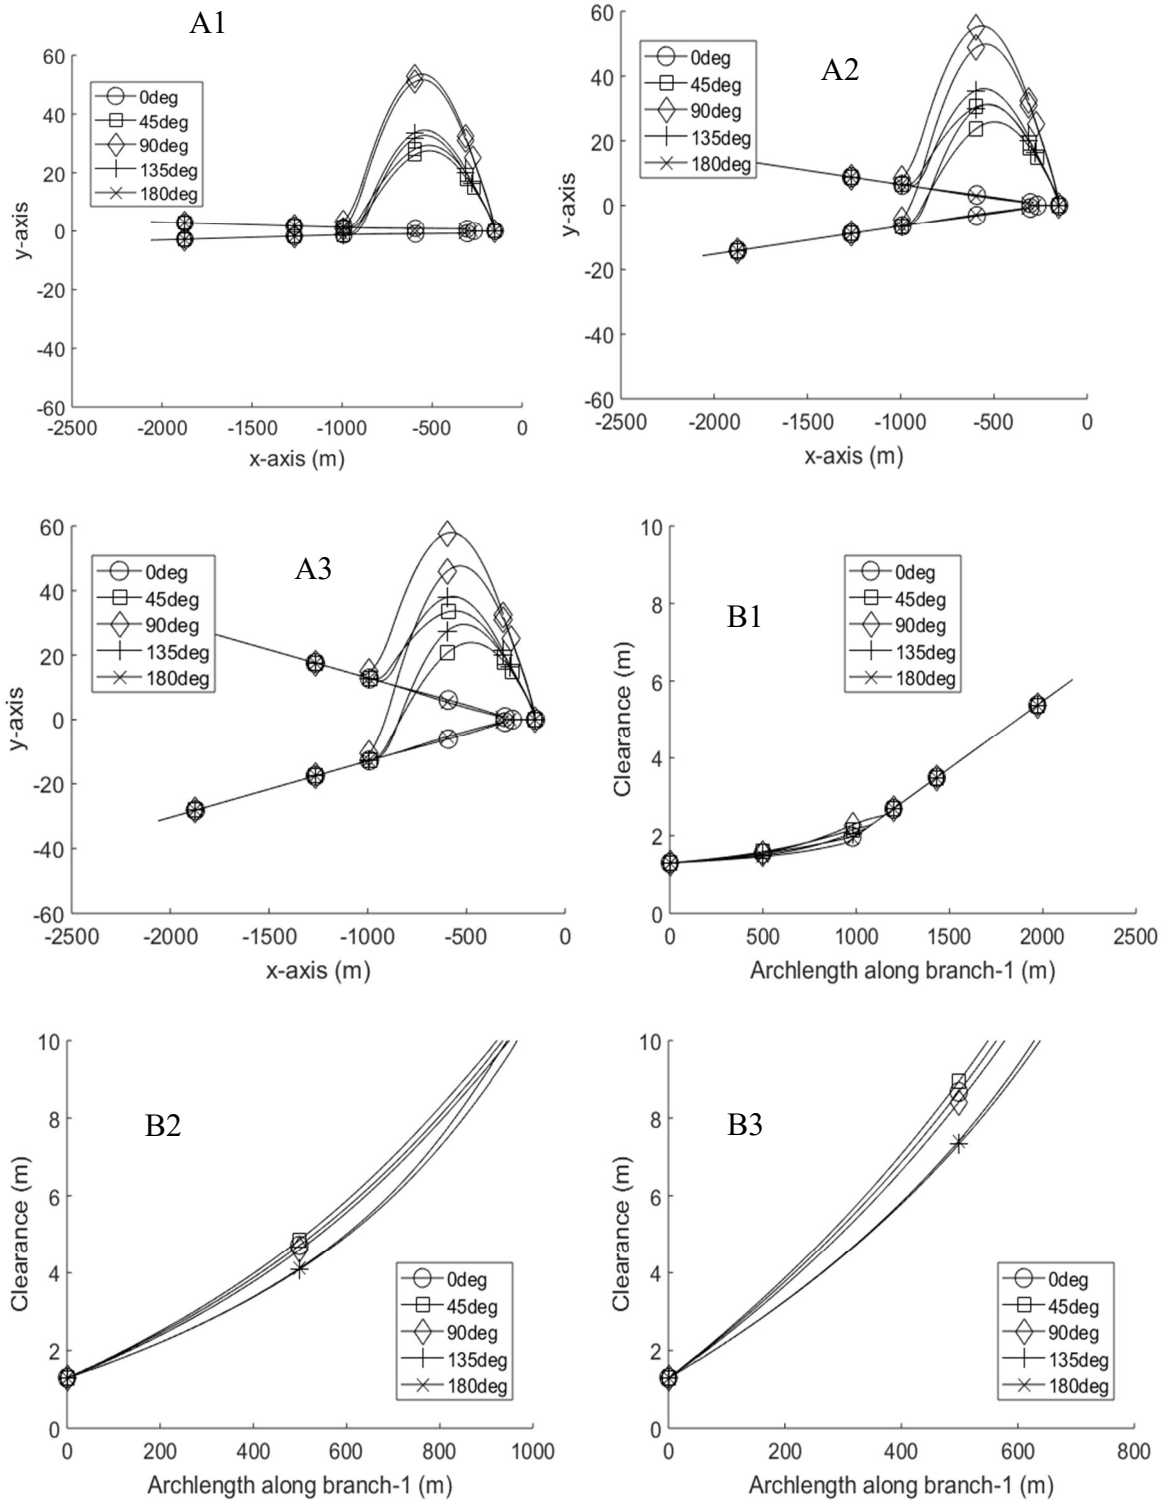 A1
60
40
20
0
-20
-40
-60
y-axis
0deg
45deg
90deg
135deg
180deg
-2500
-2000
-1500
-1000
-500
0
x-axis (m)
A2
60
40
20
0
-20
-40
-60
y-axis
0deg
45deg
90deg
135deg
180deg
-2500
-2000
-1500
-1000
-500
0
x-axis (m)
A3
60
40
20
0
-20
-40
-60
y-axis
0deg
45deg
90deg
135deg
180deg
-2500
-2000
-1500
-1000
-500
0
x-axis (m)
B1
10
8
6
4
2
0
Clearance (m)
0deg
45deg
90deg
135deg
180deg
0
500
1000
1500
2000
2500
Archlength along branch-1 (m)
B2
10
8
6
4
2
0
Clearance (m)
0deg
45deg
90deg
135deg
180deg
0
200
400
600
800
1000
Archlength along branch-1 (m)
B3
10
8
6
4
2
0
Clearance (m)
0deg
45deg
90deg
135deg
180deg
0
200
400
600
800
Archlength along branch-1 (m)